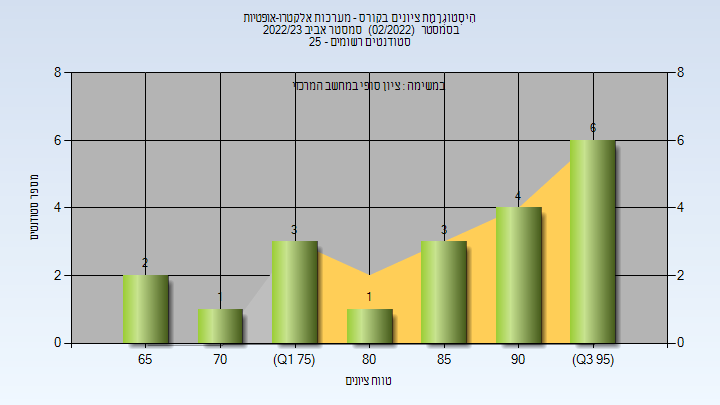 היסטוגרמת ציונים בקורס - מערכות אלקטרו-אופטיות
בסמסטר (02/2022) סמסטר אביב 2022/23
סטודנטים רשומים - 25
במשימה : ציון סופי במחשב המרכזי
מספר סטודנטים
8 8
6 6
4 4
2 2
0 0
2 1 3 1 3 4 6
65 70 (Q1 75) 80 85 90 (Q3 95)
טווח ציונים